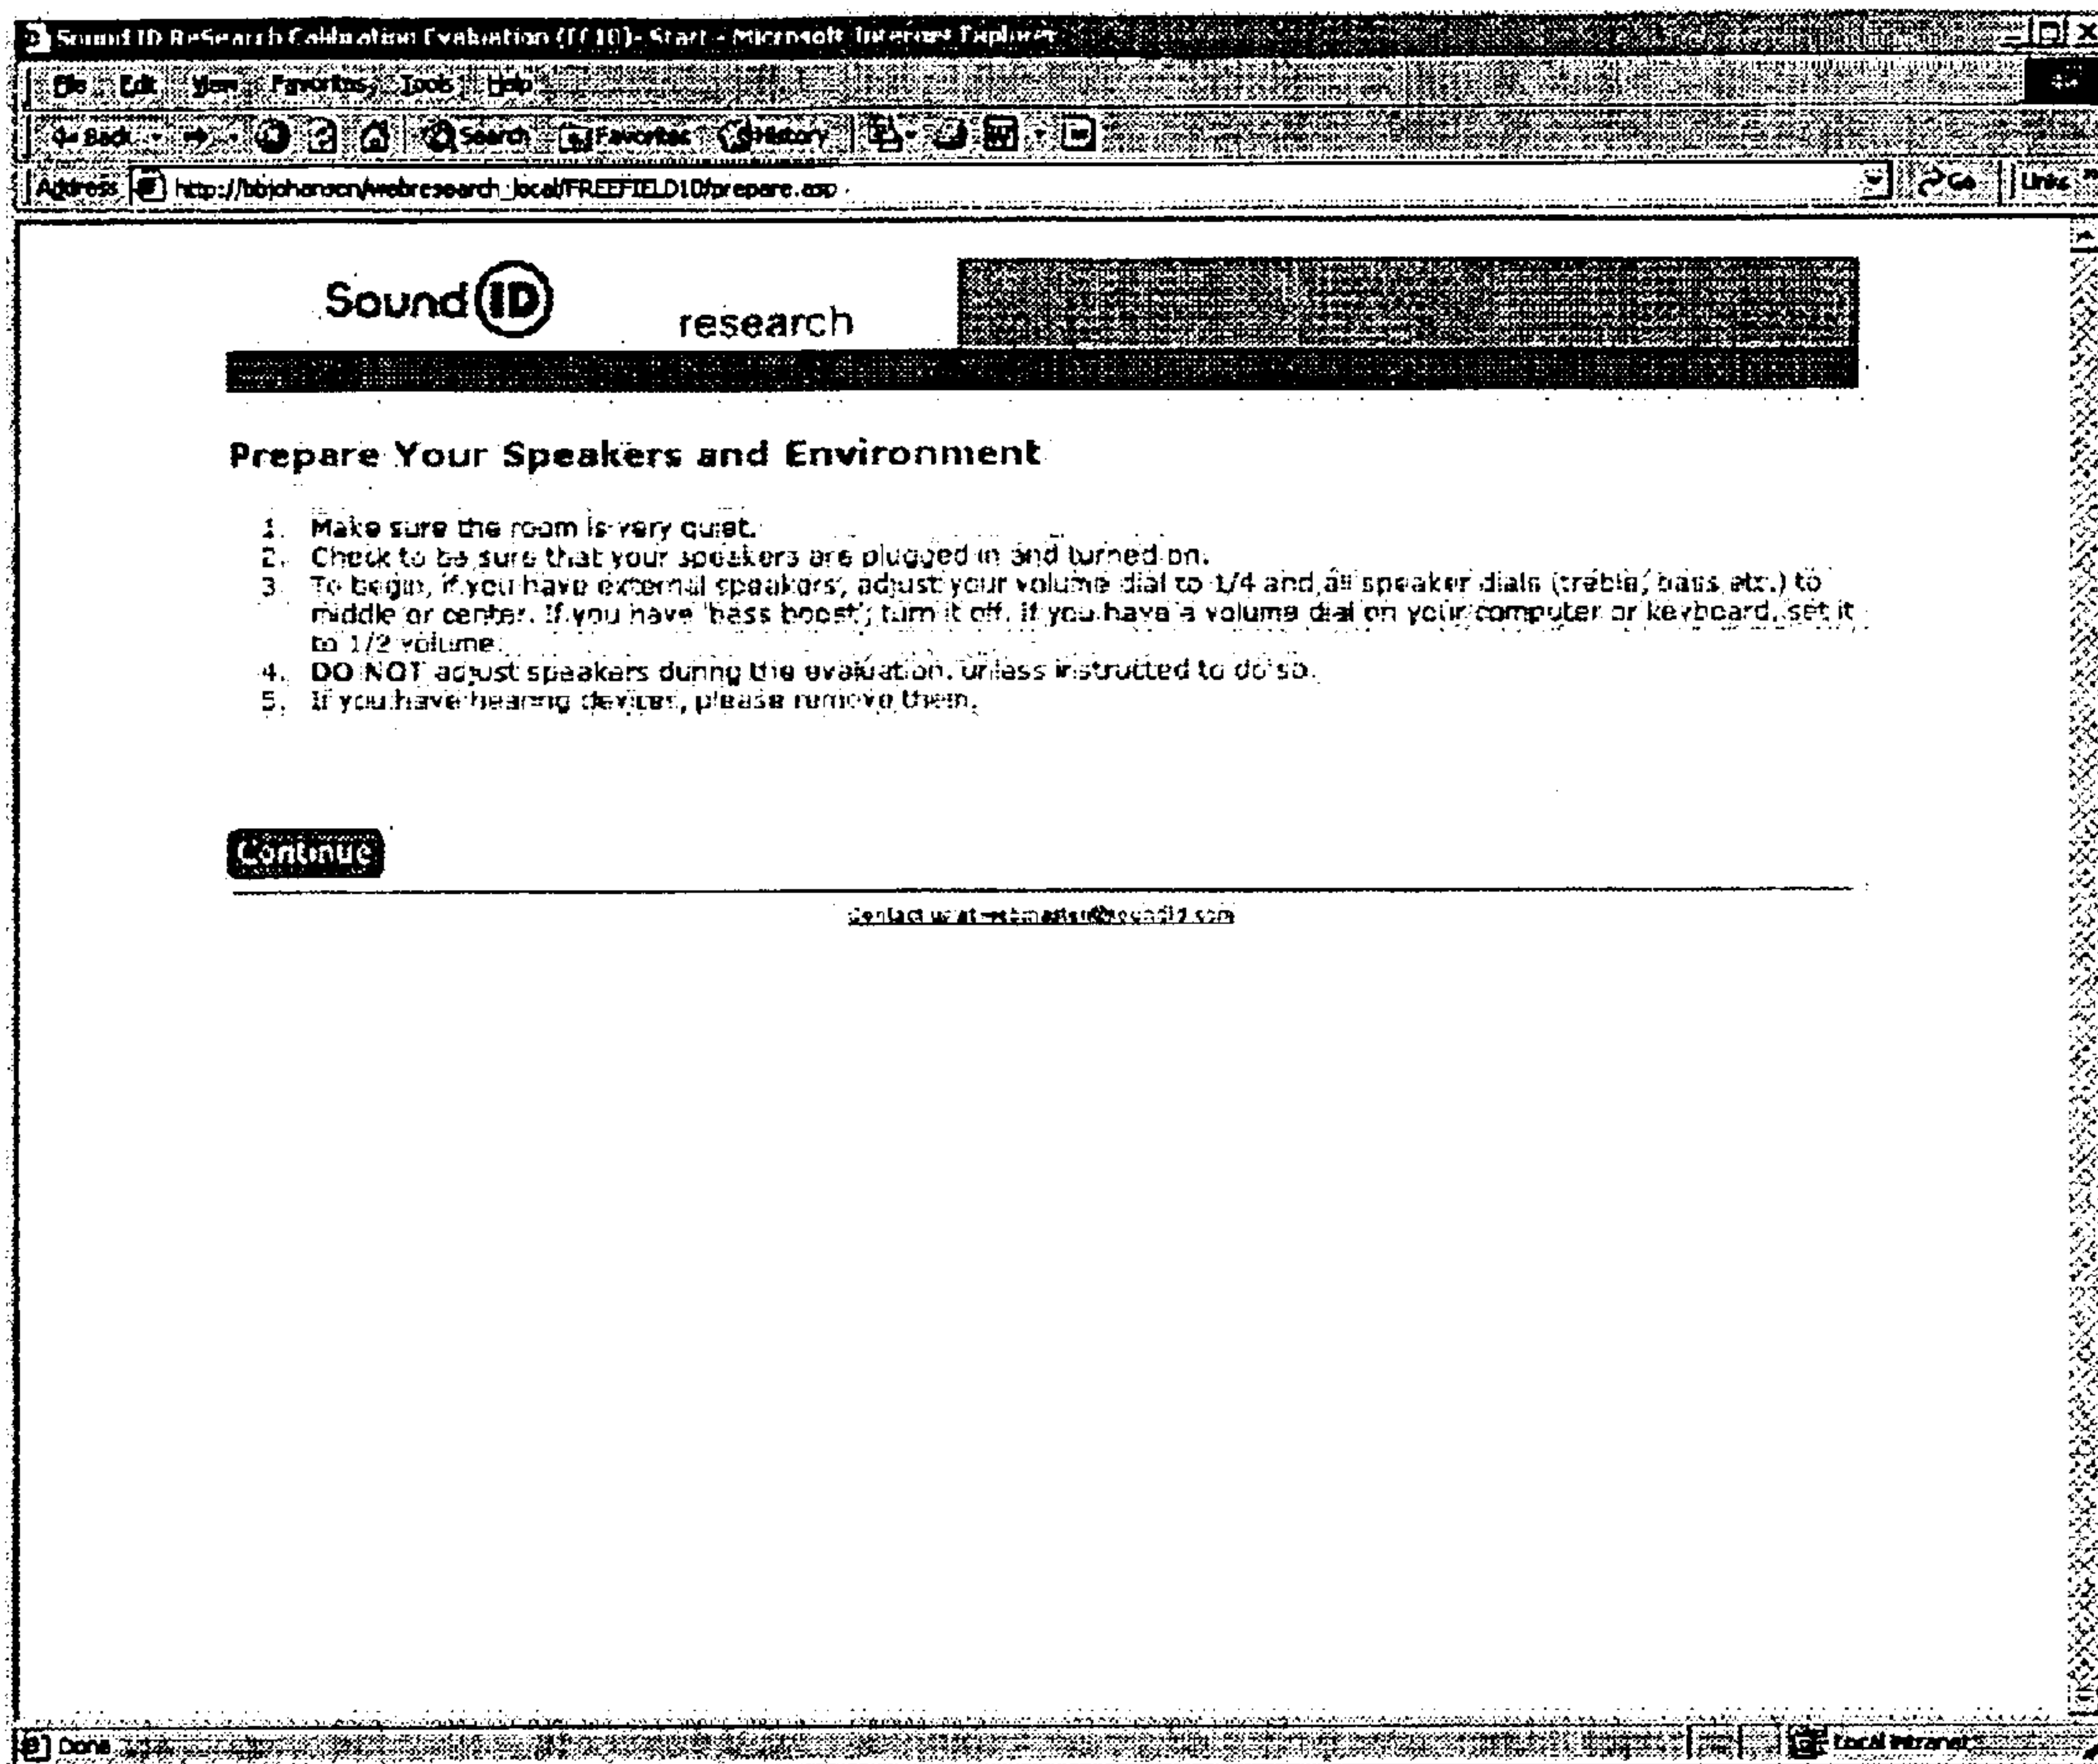 Sound ID ReSearch Calibration Evaluation (FF10)- Start - Microsoft Internet Explorer
File Edit View Favorites Tools Help
Back Search Favorites History
Address http://bbjohanson/webresearch_local/FREEFIELD10/prepare.asp Go Links »
Sound ID research
Prepare Your Speakers and Environment
1. Make sure the room is very quiet.
2. Check to be sure that your speakers are plugged in and turned on.
3. To begin, if you have external speakers, adjust your volume dial to 1/4 and all speaker dials (treble, bass etc.) to
middle or center. If you have 'bass boost', turn it off. If you have a volume dial on your computer or keyboard, set it
to 1/2 volume.
4. DO NOT adjust speakers during the evaluation, unless instructed to do so.
5. If you have hearing devices, please remove them.
Continue
Contact us at webmaster@soundid.com
Done Local intranet